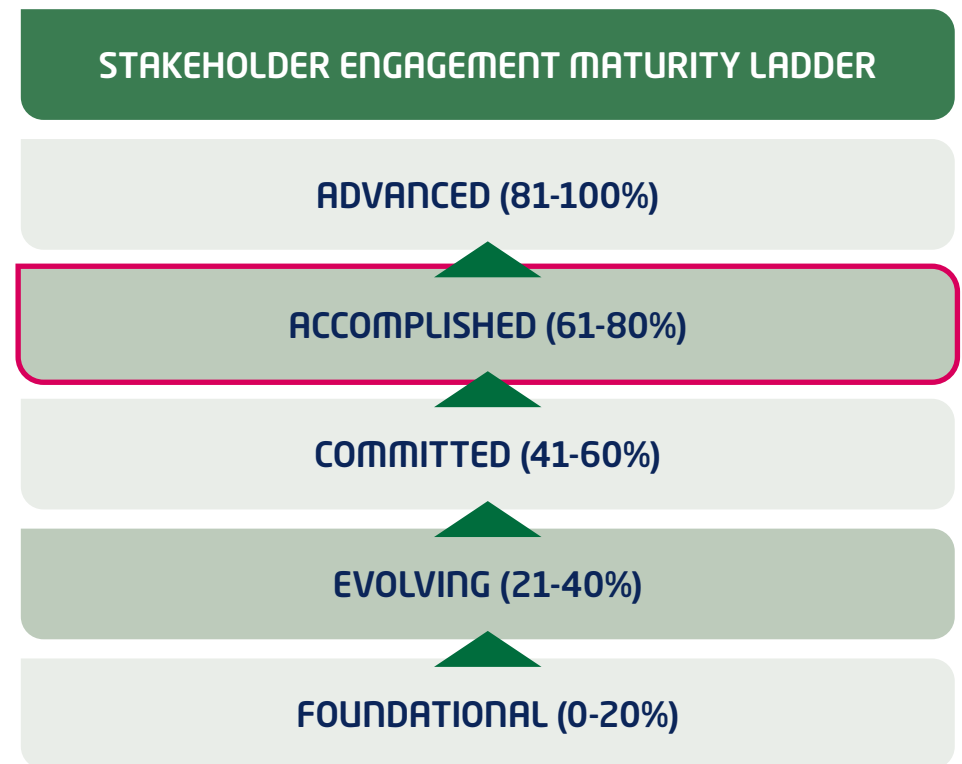 STAKEHOLDER ENGAGEMENT MATURITY LADDER
ADVANCED (81-100%)
ACCOMPLISHED (61-80%)
COMMITTED (41-60%)
EVOLVING (21-40%)
FOUNDATIONAL (0-20%)